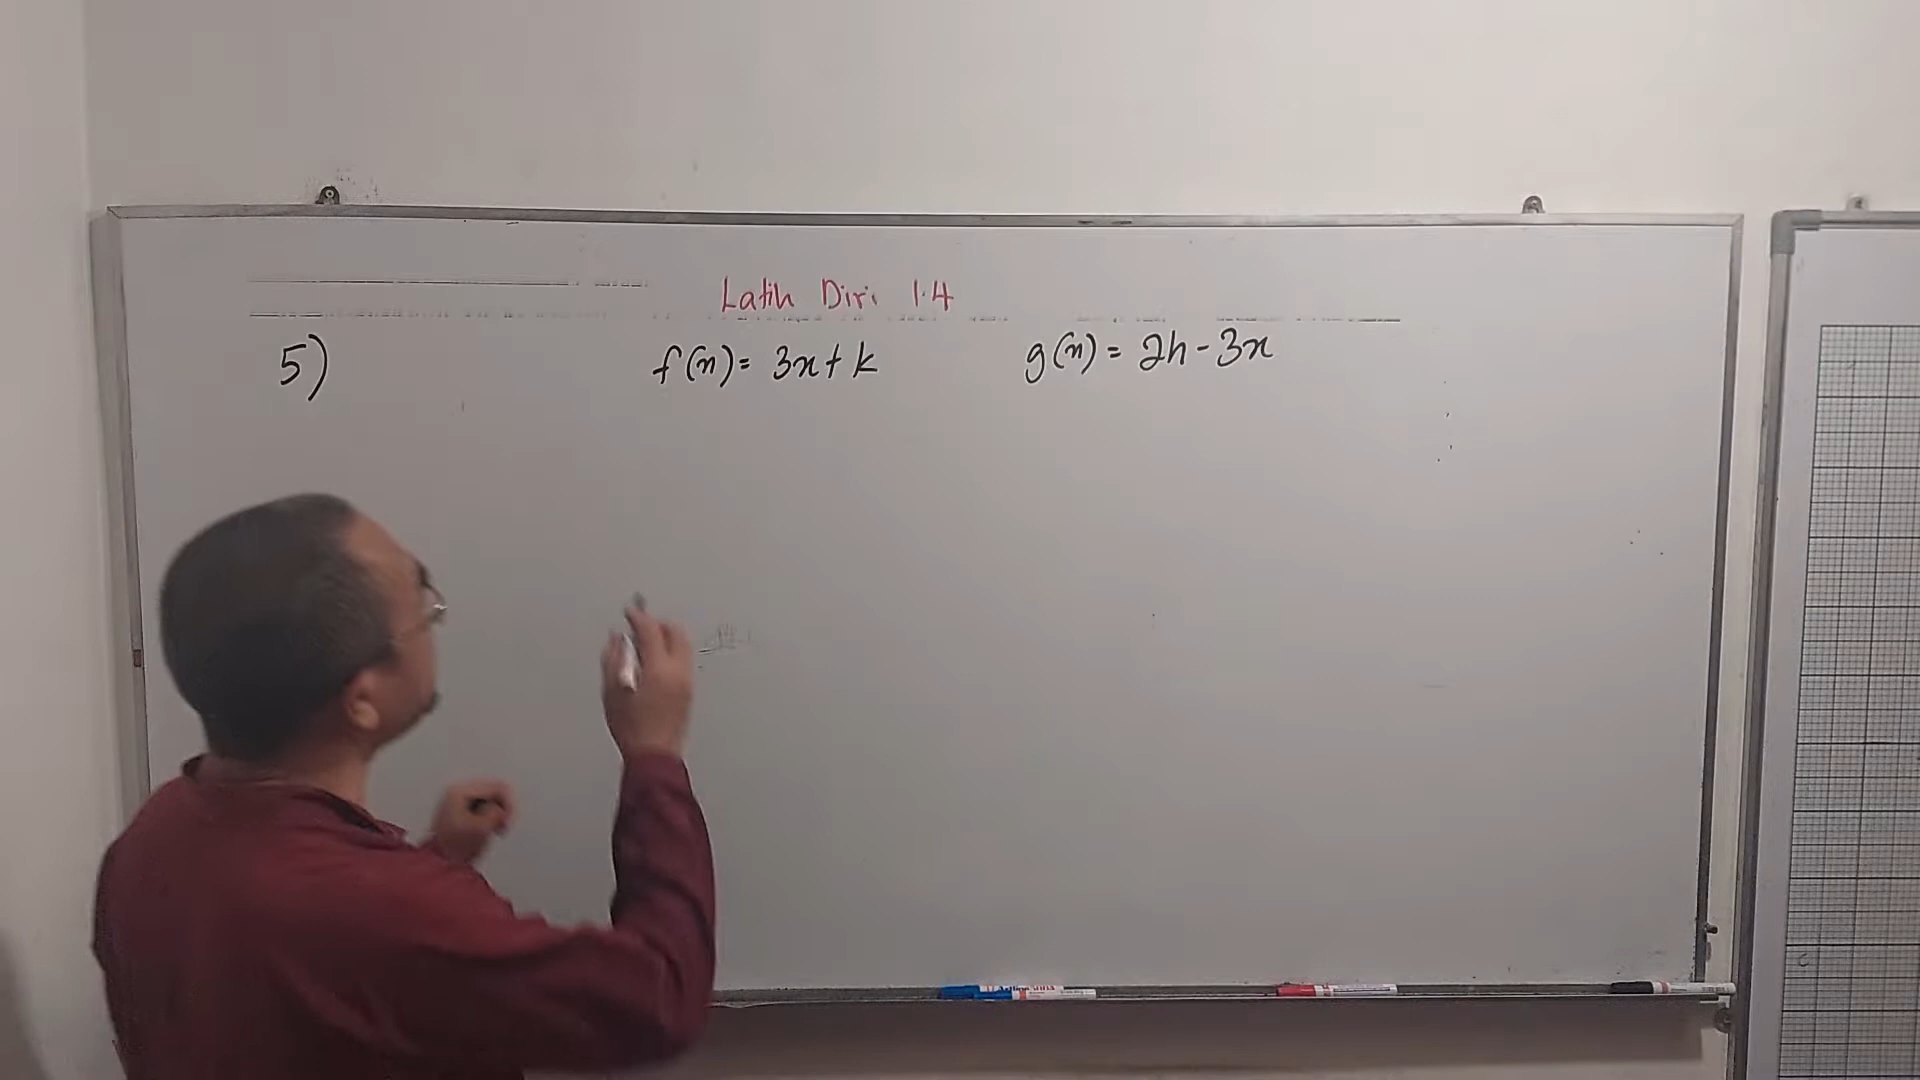 Latih Diri 1.4
5) f(x) = 3x + k g(x) = 2h - 3x